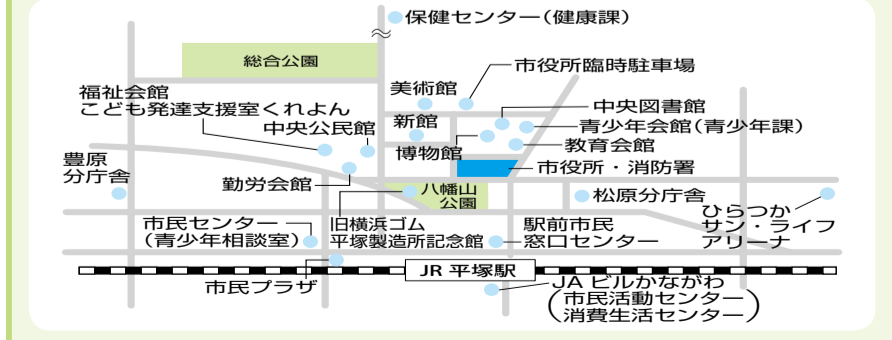 保健センター(健康課)
総合公園
市役所臨時駐車場
美術館
福祉会館
こども発達支援室くれよん
中央公民館
新館
中央図書館
青少年会館(青少年課)
博物館
教育会館
豊原
分庁舎
市役所・消防署
勤労会館
八幡山
公園
松原分庁舎
ひらつか
サン・ライフ
アリーナ
市民センター
(青少年相談室)
旧横浜ゴム
平塚製造所記念館
駅前市民
窓口センター
市民プラザ
JR 平塚駅
JA ビルかながわ
(市民活動センター
消費生活センター)